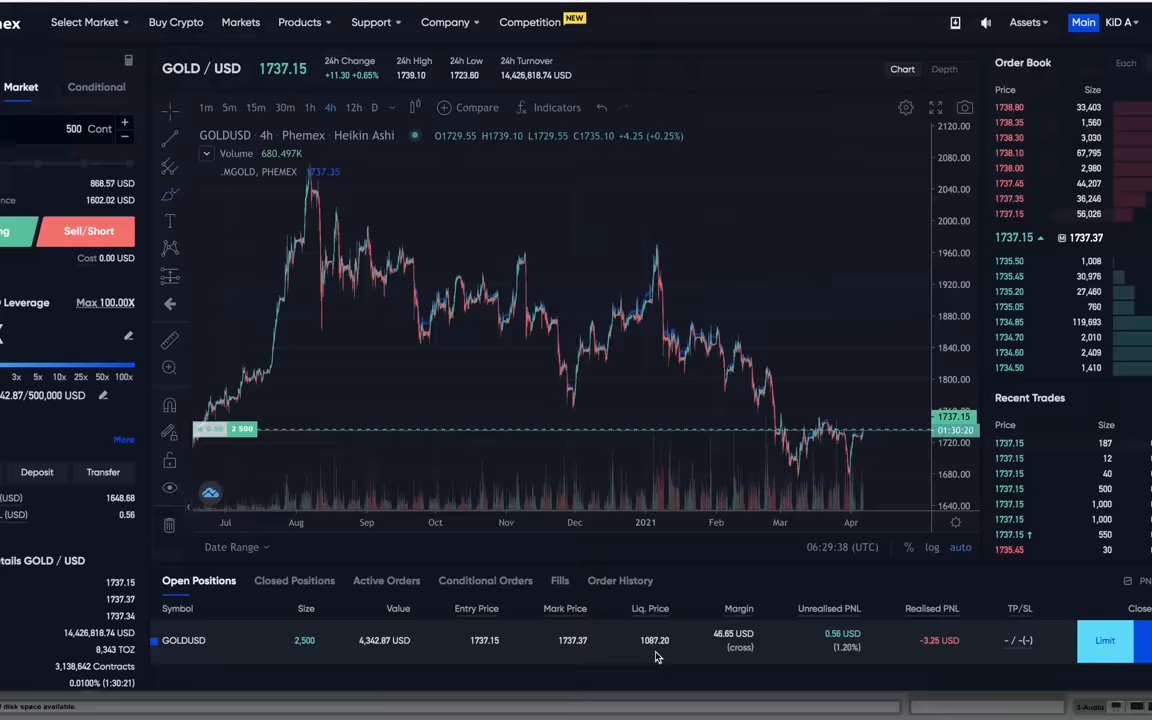 mex Select Market Buy Crypto Markets Products Support Company Competition NEW Assets Main KiD A
GOLD / USD 1737.15
24h Change 24h High 24h Low 24h Turnover
+11.30 +0.65% 1739.10 1723.60 14,426,818.74 USD
Chart Depth
Market Conditional
500 Cont +
−
868.57 USD
nce 1602.02 USD
ng Sell/Short
Cost 0.00 USD
Leverage Max 100.00X
X
3x 5x 10x 25x 50x 100x
42.87/500,000 USD
More
Deposit Transfer
(USD) 1648.68
L (USD) 0.56
etails GOLD / USD
1737.15
1737.37
1737.34
14,426,818.74 USD
8,343 TOZ
3,138,642 Contracts
0.0100% (1:30:21)
1m 5m 15m 30m 1h 4h 12h D Compare Indicators
GOLDUSD · 4h · Phemex · Heikin Ashi O1729.55 H1739.10 L1729.55 C1735.10 +4.25 (+0.25%)
Volume 680.497K
.MGOLD, PHEMEX 1737.35
2120.00
2080.00
2040.00
2000.00
1960.00
1920.00
1880.00
1840.00
1800.00
1737.15
01:30:20
1720.00
1680.00
1640.00
0.56 2 500
Jul Aug Sep Oct Nov Dec 2021 Feb Mar Apr
Date Range 06:29:38 (UTC) % log auto
Order Book Each
Price Size
1738.80 33,403
1738.35 1,560
1738.30 3,030
1738.10 67,795
1738.00 2,980
1737.45 44,207
1737.35 36,246
1737.15 56,026
1737.15 M 1737.37
1735.50 1,008
1735.45 30,976
1735.20 27,460
1735.05 760
1734.85 119,693
1734.70 2,010
1734.60 2,409
1734.50 1,410
Recent Trades
Price Size
1737.15 187
1737.15 12
1737.15 40
1737.15 500
1737.15 1,000
1737.15 1,000
1737.15 ↑ 550
1735.45 30
Open Positions Closed Positions Active Orders Conditional Orders Fills Order History PN
Symbol Size Value Entry Price Mark Price Liq. Price Margin Unrealised PNL Realised PNL TP/SL Close
GOLDUSD 2,500 4,342.87 USD 1737.15 1737.37 1087.20 46.65 USD (cross) 0.56 USD (1.20%) -3.25 USD - / -(-) Limit
f disk space available. 1-Audio